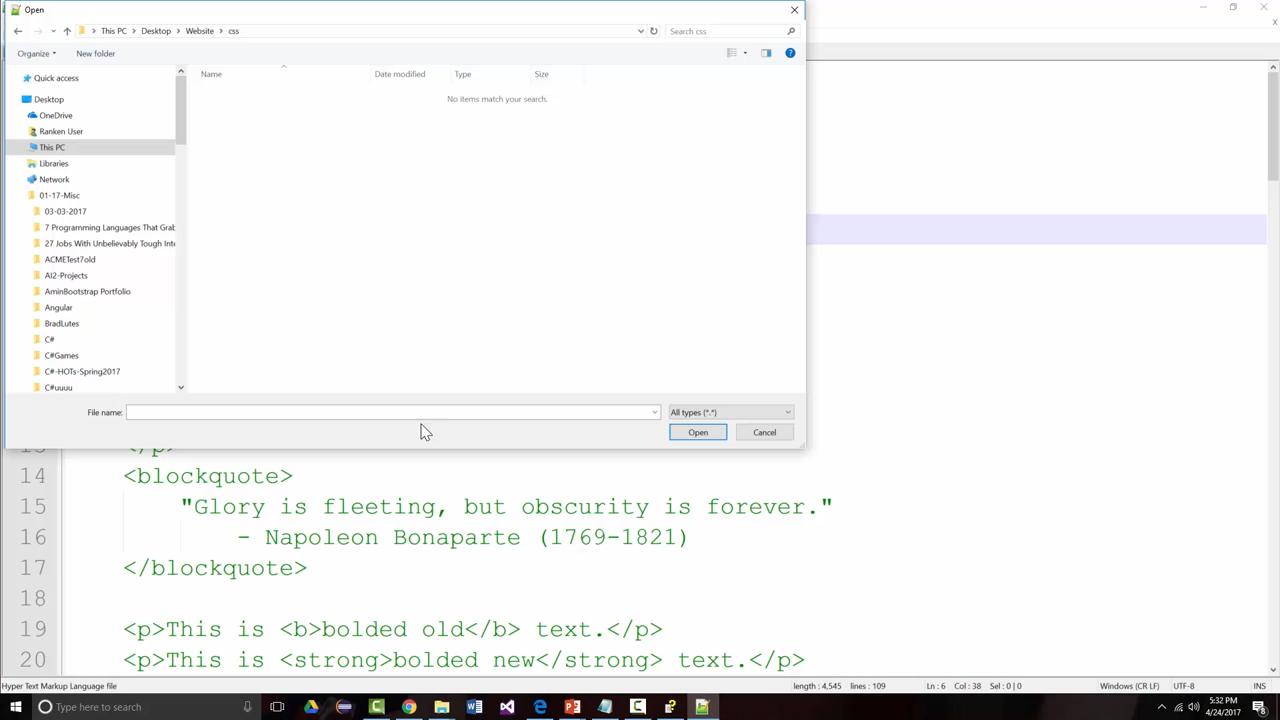 Open
This PC Desktop Website css
Search css
Organize
New folder
Quick access
Desktop
OneDrive
Ranken User
This PC
Libraries
Network
01-17-Misc
03-03-2017
7 Programming Languages That Grab
27 Jobs With Unbelievably Tough Inte
ACMETest7old
AI2-Projects
AminBootstrap Portfolio
Angular
BradLutes
C#
C#Games
C#-HOTs-Spring2017
C#uuuu
Name Date modified Type Size
No items match your search.
File name:
All types (*.*)
Open Cancel
14 <blockquote>
15 "Glory is fleeting, but obscurity is forever."
16 - Napoleon Bonaparte (1769-1821)
17 </blockquote>
18
19 <p>This is <b>bolded old</b> text.</p>
20 <p>This is <strong>bolded new</strong> text.</p>
Hyper Text Markup Language file
length : 4,545 lines : 109
Ln : 6 Col : 38 Sel : 0 | 0
Windows (CR LF)
UTF-8
INS
Type here to search
5:32 PM
4/24/2017